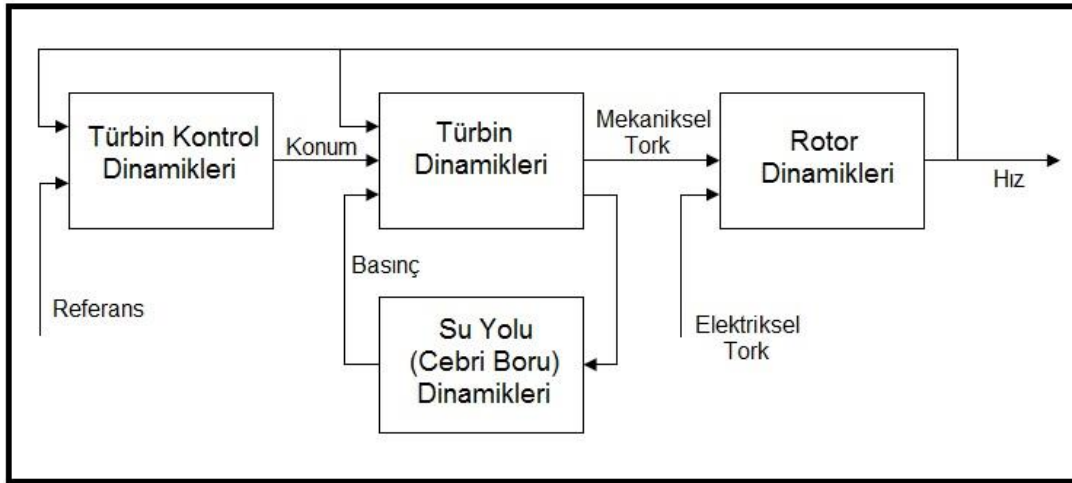 Türbin Kontrol
Dinamikleri
Konum
Türbin
Dinamikleri
Mekaniksel
Tork
Rotor
Dinamikleri
Hız
Referans
Basınç
Su Yolu
(Cebri Boru)
Dinamikleri
Elektriksel
Tork